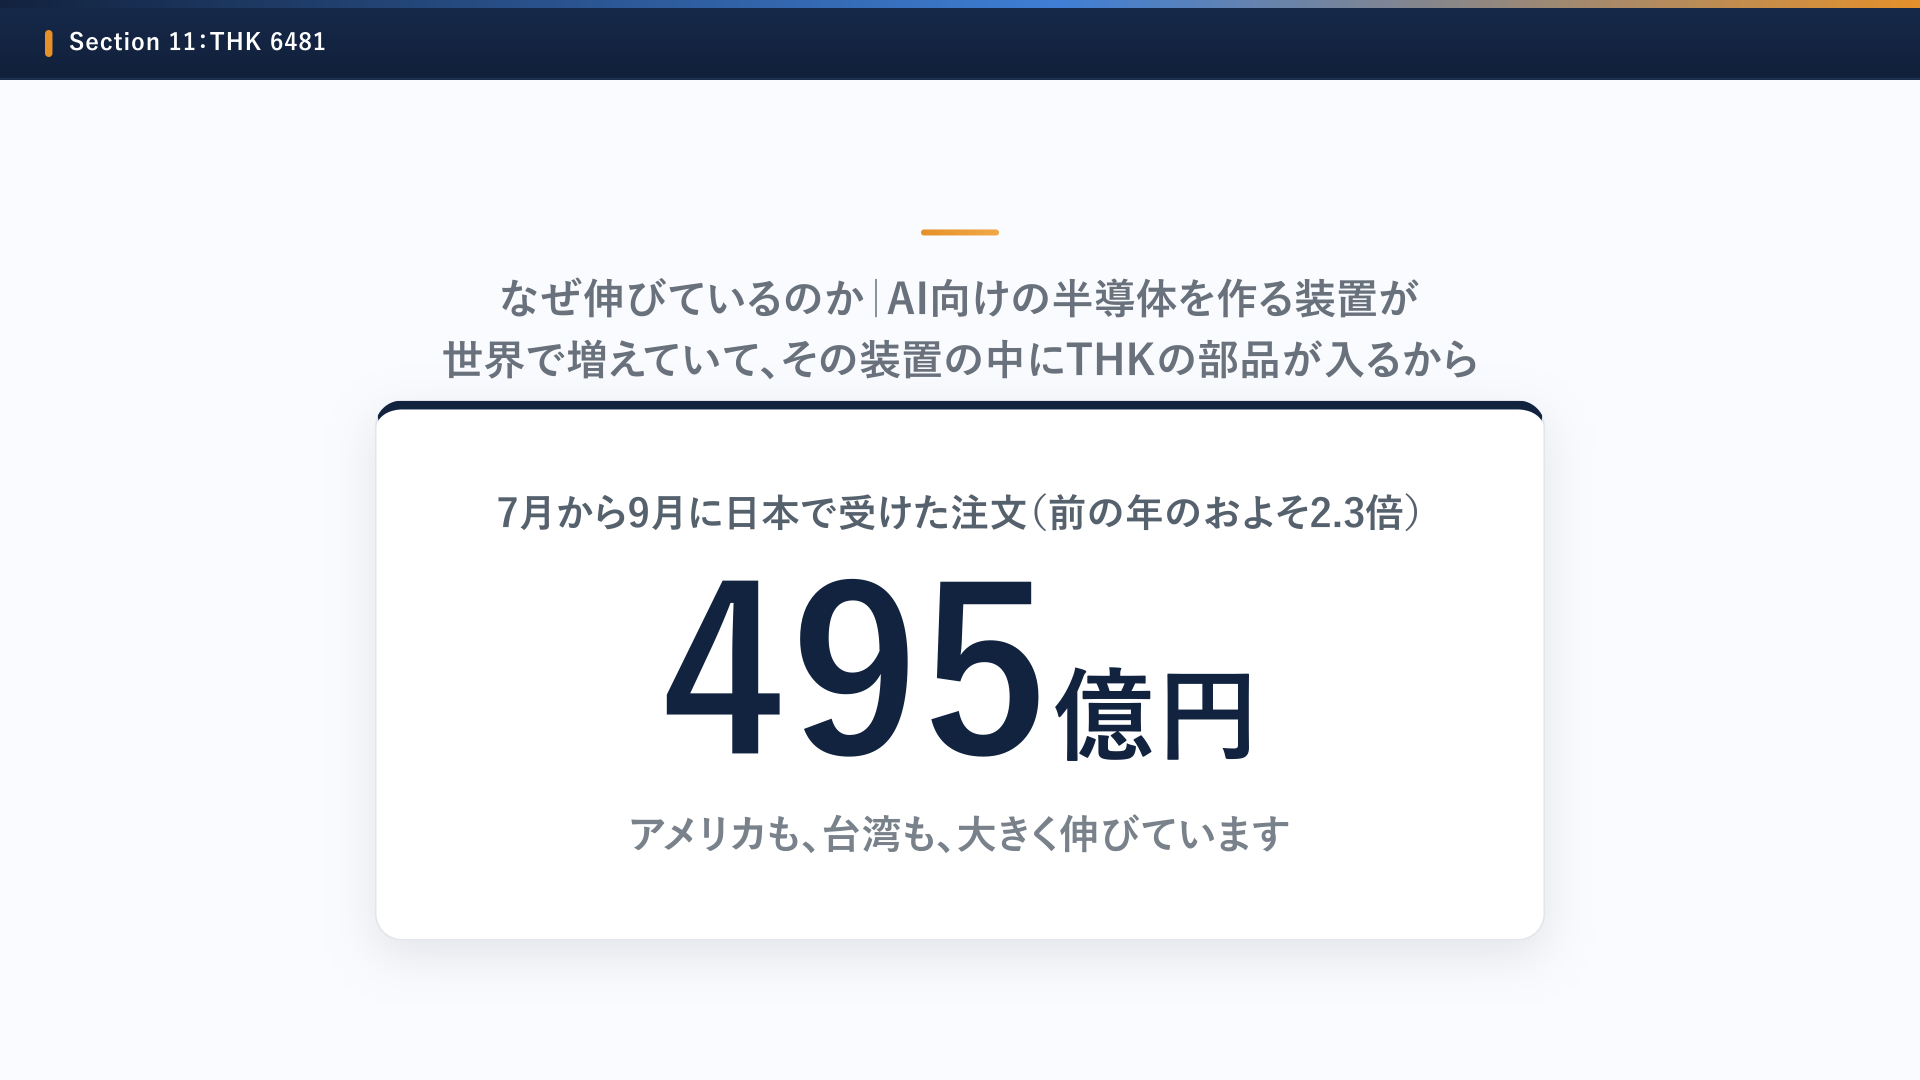 Section 11：THK 6481
なぜ伸びているのか｜AI向けの半導体を作る装置が
世界で増えていて、その装置の中にTHKの部品が入るから
7月から9月に日本で受けた注文（前の年のおよそ2.3倍）
495億円
アメリカも、台湾も、大きく伸びています